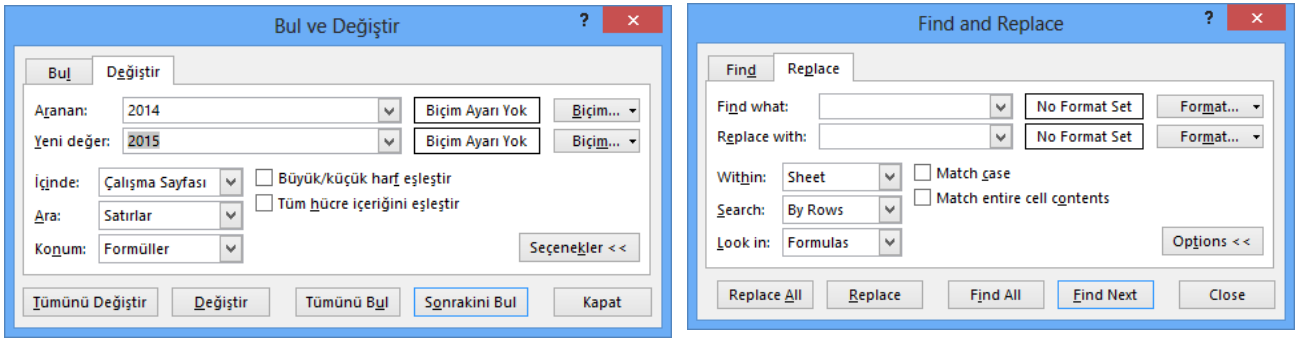 Bul ve Değiştir
? ×
Bul Değiştir
Aranan: 2014 Biçim Ayarı Yok Biçim...
Yeni değer: 2015 Biçim Ayarı Yok Biçim...
İçinde: Çalışma Sayfası Büyük/küçük harf eşleştir
Tüm hücre içeriğini eşleştir
Ara: Satırlar
Konum: Formüller Seçenekler <<
Tümünü Değiştir Değiştir Tümünü Bul Sonrakini Bul Kapat
Find and Replace
? ×
Find Replace
Find what: No Format Set Format...
Replace with: No Format Set Format...
Within: Sheet Match case
Match entire cell contents
Search: By Rows
Look in: Formulas Options <<
Replace All Replace Find All Find Next Close